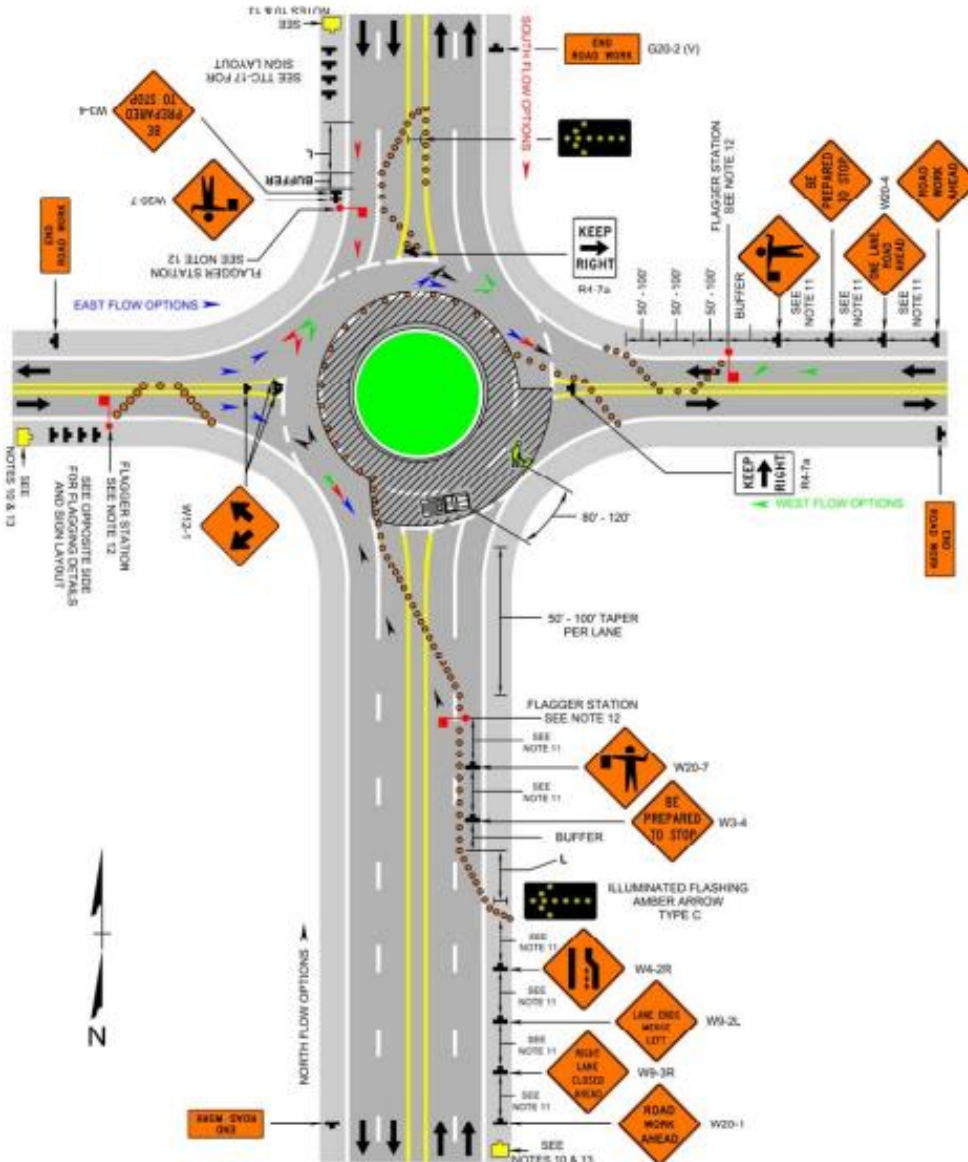 NOTES 10 & 13
SEE
SEE TTC-17 FOR
SIGN LAYOUT
SOUTH FLOW OPTIONS
END
ROAD WORK
G20-2 (V)
W3-4
BE
PREPARED
TO STOP
L
BUFFER
W20-7
FLAGGER STATION
SEE NOTE 12
KEEP
RIGHT
R4-7a
FLAGGER STATION
SEE NOTE 12
BE
PREPARED
TO STOP
W20-4
ONE LANE
ROAD
AHEAD
ROAD
WORK
AHEAD
50' - 100'
50' - 100'
50' - 100'
BUFFER
SEE
NOTE 11
SEE
NOTE 11
SEE
NOTE 11
END
ROAD WORK
EAST FLOW OPTIONS
SEE
NOTES 10 & 13
SEE OPPOSITE SIDE
FOR FLAGGING DETAILS
AND SIGN LAYOUT
FLAGGER STATION
SEE NOTE 12
W12-1
KEEP
RIGHT
R4-7a
WEST FLOW OPTIONS
END
ROAD WORK
80' - 120'
50' - 100' TAPER
PER LANE
FLAGGER STATION
SEE NOTE 12
SEE
NOTE 11
W20-7
SEE
NOTE 11
BE
PREPARED
TO STOP
W3-4
BUFFER
L
ILLUMINATED FLASHING
AMBER ARROW
TYPE C
SEE
NOTE 11
W4-2R
SEE
NOTE 11
LANE ENDS
MERGE
LEFT
W9-2L
SEE
NOTE 11
RIGHT
LANE
CLOSED
AHEAD
W9-3R
SEE
NOTE 11
ROAD
WORK
AHEAD
W20-1
NORTH FLOW OPTIONS
N
END
ROAD WORK
SEE
NOTES 10 & 13